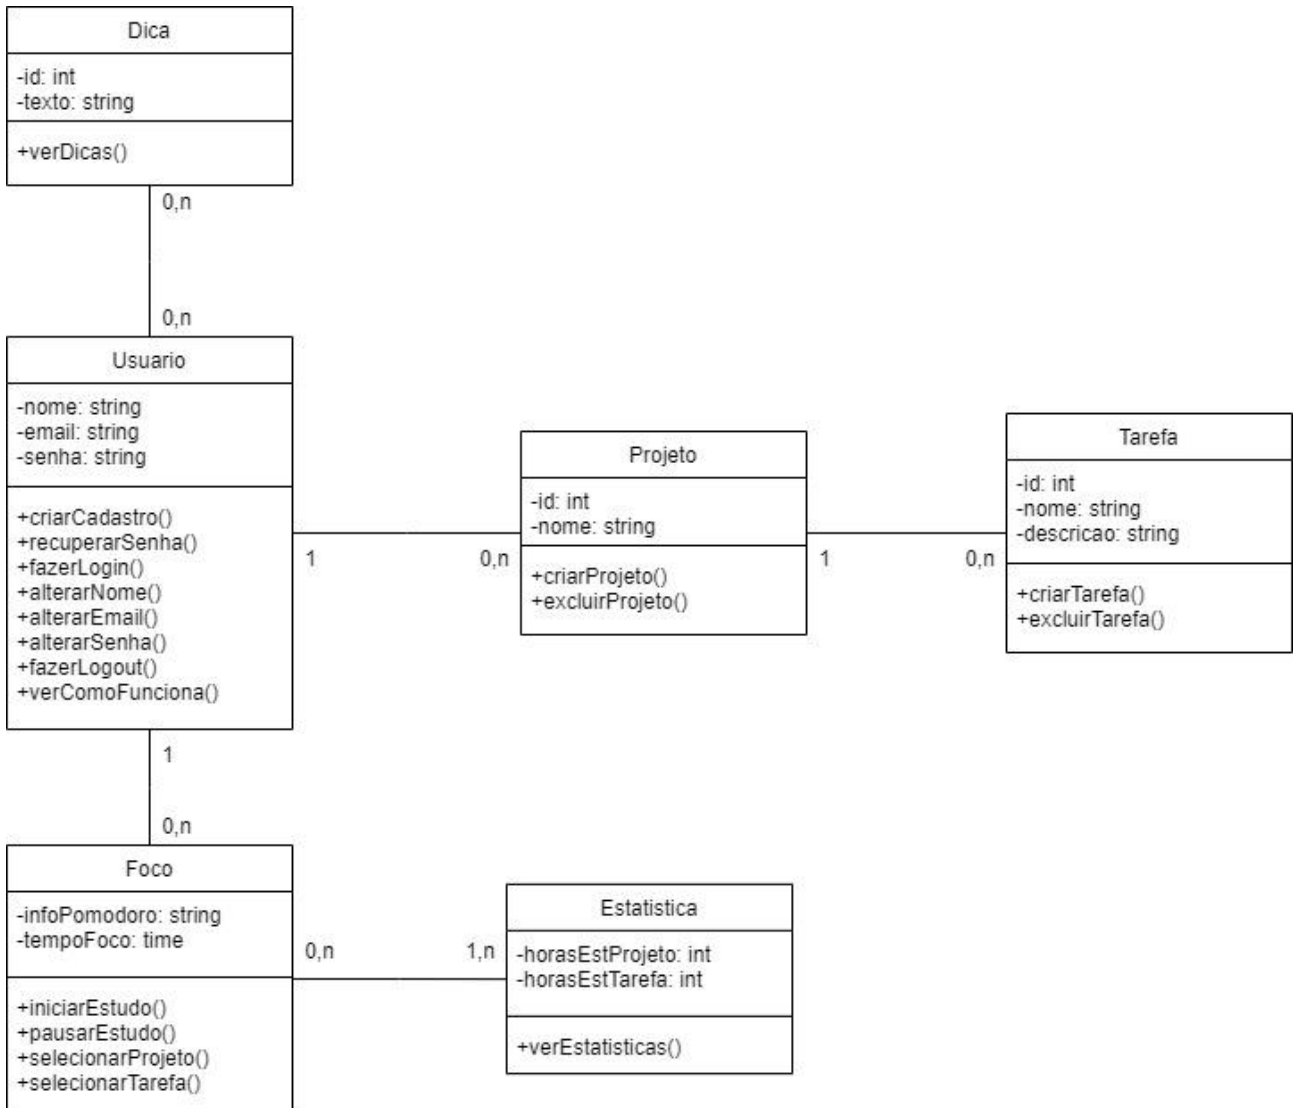 Dica
-id: int
-texto: string
+verDicas()
0,n
0,n
Usuario
-nome: string
-email: string
-senha: string
+criarCadastro()
+recuperarSenha()
+fazerLogin()
+alterarNome()
+alterarEmail()
+alterarSenha()
+fazerLogout()
+verComoFunciona()
1
0,n
Projeto
-id: int
-nome: string
+criarProjeto()
+excluirProjeto()
1
0,n
Tarefa
-id: int
-nome: string
-descricao: string
+criarTarefa()
+excluirTarefa()
1
0,n
Foco
-infoPomodoro: string
-tempoFoco: time
+iniciarEstudo()
+pausarEstudo()
+selecionarProjeto()
+selecionarTarefa()
0,n
1,n
Estatistica
-horasEstProjeto: int
-horasEstTarefa: int
+verEstatisticas()